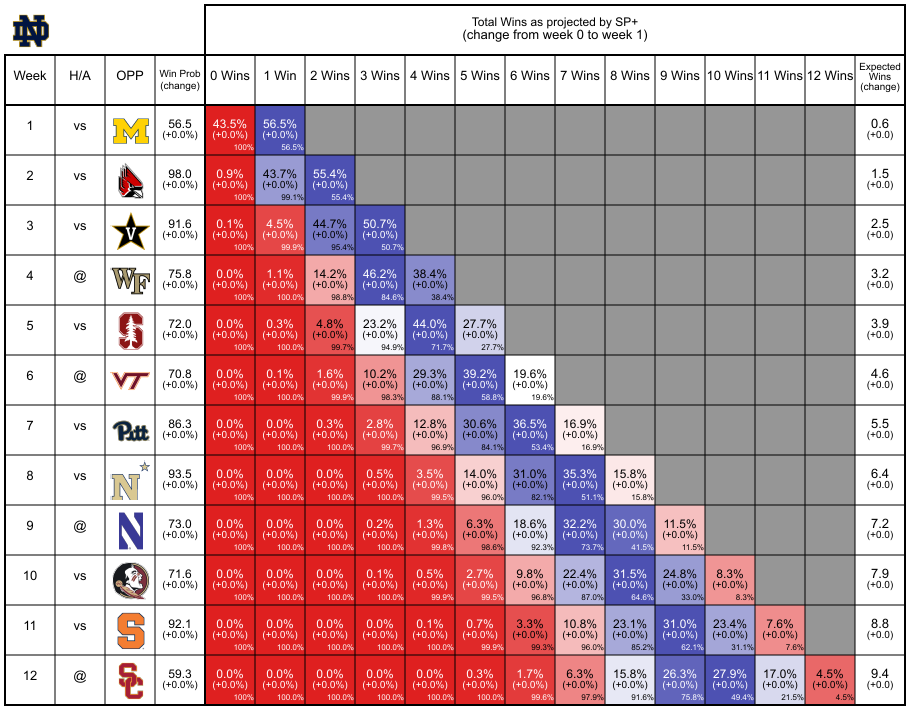 ND
Total Wins as projected by SP+
(change from week 0 to week 1)
Week H/A OPP Win Prob (change) 0 Wins 1 Win 2 Wins 3 Wins 4 Wins 5 Wins 6 Wins 7 Wins 8 Wins 9 Wins 10 Wins 11 Wins 12 Wins Expected Wins (change)
1 vs M 56.5 43.5% 56.5% 0.6
(+0.0%) (+0.0%) (+0.0%) (+0.0)
100% 56.5%
2 vs 98.0 0.9% 43.7% 55.4% 1.5
(+0.0%) (+0.0%) (+0.0%) (+0.0%) (+0.0)
100% 99.1% 55.4%
3 vs V 91.6 0.1% 4.5% 44.7% 50.7% 2.5
(+0.0%) (+0.0%) (+0.0%) (+0.0%) (+0.0%) (+0.0)
100% 99.9% 95.4% 50.7%
4 @ WF 75.8 0.0% 1.1% 14.2% 46.2% 38.4% 3.2
(+0.0%) (+0.0%) (+0.0%) (+0.0%) (+0.0%) (+0.0%) (+0.0)
100% 100.0% 98.8% 84.6% 38.4%
5 vs S 72.0 0.0% 0.3% 4.8% 23.2% 44.0% 27.7% 3.9
(+0.0%) (+0.0%) (+0.0%) (+0.0%) (+0.0%) (+0.0%) (+0.0%) (+0.0)
100% 100.0% 99.7% 94.9% 71.7% 27.7%
6 @ VT 70.8 0.0% 0.1% 1.6% 10.2% 29.3% 39.2% 19.6% 4.6
(+0.0%) (+0.0%) (+0.0%) (+0.0%) (+0.0%) (+0.0%) (+0.0%) (+0.0%) (+0.0)
100% 100.0% 99.9% 98.3% 88.1% 58.8% 19.6%
7 vs Pitt 86.3 0.0% 0.0% 0.3% 2.8% 12.8% 30.6% 36.5% 16.9% 5.5
(+0.0%) (+0.0%) (+0.0%) (+0.0%) (+0.0%) (+0.0%) (+0.0%) (+0.0%) (+0.0%) (+0.0)
100% 100.0% 100.0% 99.7% 96.9% 84.1% 53.4% 16.9%
8 vs N 93.5 0.0% 0.0% 0.0% 0.5% 3.5% 14.0% 31.0% 35.3% 15.8% 6.4
(+0.0%) (+0.0%) (+0.0%) (+0.0%) (+0.0%) (+0.0%) (+0.0%) (+0.0%) (+0.0%) (+0.0%) (+0.0)
100% 100.0% 100.0% 100.0% 99.5% 96.0% 82.1% 51.1% 15.8%
9 @ N 73.0 0.0% 0.0% 0.0% 0.2% 1.3% 6.3% 18.6% 32.2% 30.0% 11.5% 7.2
(+0.0%) (+0.0%) (+0.0%) (+0.0%) (+0.0%) (+0.0%) (+0.0%) (+0.0%) (+0.0%) (+0.0%) (+0.0%) (+0.0)
100% 100.0% 100.0% 100.0% 99.8% 98.6% 92.3% 73.7% 41.5% 11.5%
10 vs 71.6 0.0% 0.0% 0.0% 0.1% 0.5% 2.7% 9.8% 22.4% 31.5% 24.8% 8.3% 7.9
(+0.0%) (+0.0%) (+0.0%) (+0.0%) (+0.0%) (+0.0%) (+0.0%) (+0.0%) (+0.0%) (+0.0%) (+0.0%) (+0.0%) (+0.0)
100% 100.0% 100.0% 100.0% 99.9% 99.5% 96.8% 87.0% 64.6% 33.0% 8.3%
11 vs S 92.1 0.0% 0.0% 0.0% 0.0% 0.1% 0.7% 3.3% 10.8% 23.1% 31.0% 23.4% 7.6% 8.8
(+0.0%) (+0.0%) (+0.0%) (+0.0%) (+0.0%) (+0.0%) (+0.0%) (+0.0%) (+0.0%) (+0.0%) (+0.0%) (+0.0%) (+0.0%) (+0.0)
100% 100.0% 100.0% 100.0% 100.0% 99.9% 99.3% 96.0% 85.2% 62.1% 31.1% 7.6%
12 @ SC 59.3 0.0% 0.0% 0.0% 0.0% 0.0% 0.3% 1.7% 6.3% 15.8% 26.3% 27.9% 17.0% 4.5% 9.4
(+0.0%) (+0.0%) (+0.0%) (+0.0%) (+0.0%) (+0.0%) (+0.0%) (+0.0%) (+0.0%) (+0.0%) (+0.0%) (+0.0%) (+0.0%) (+0.0%) (+0.0)
100% 100.0% 100.0% 100.0% 100.0% 100.0% 99.6% 97.9% 91.6% 75.8% 49.4% 21.5% 4.5%